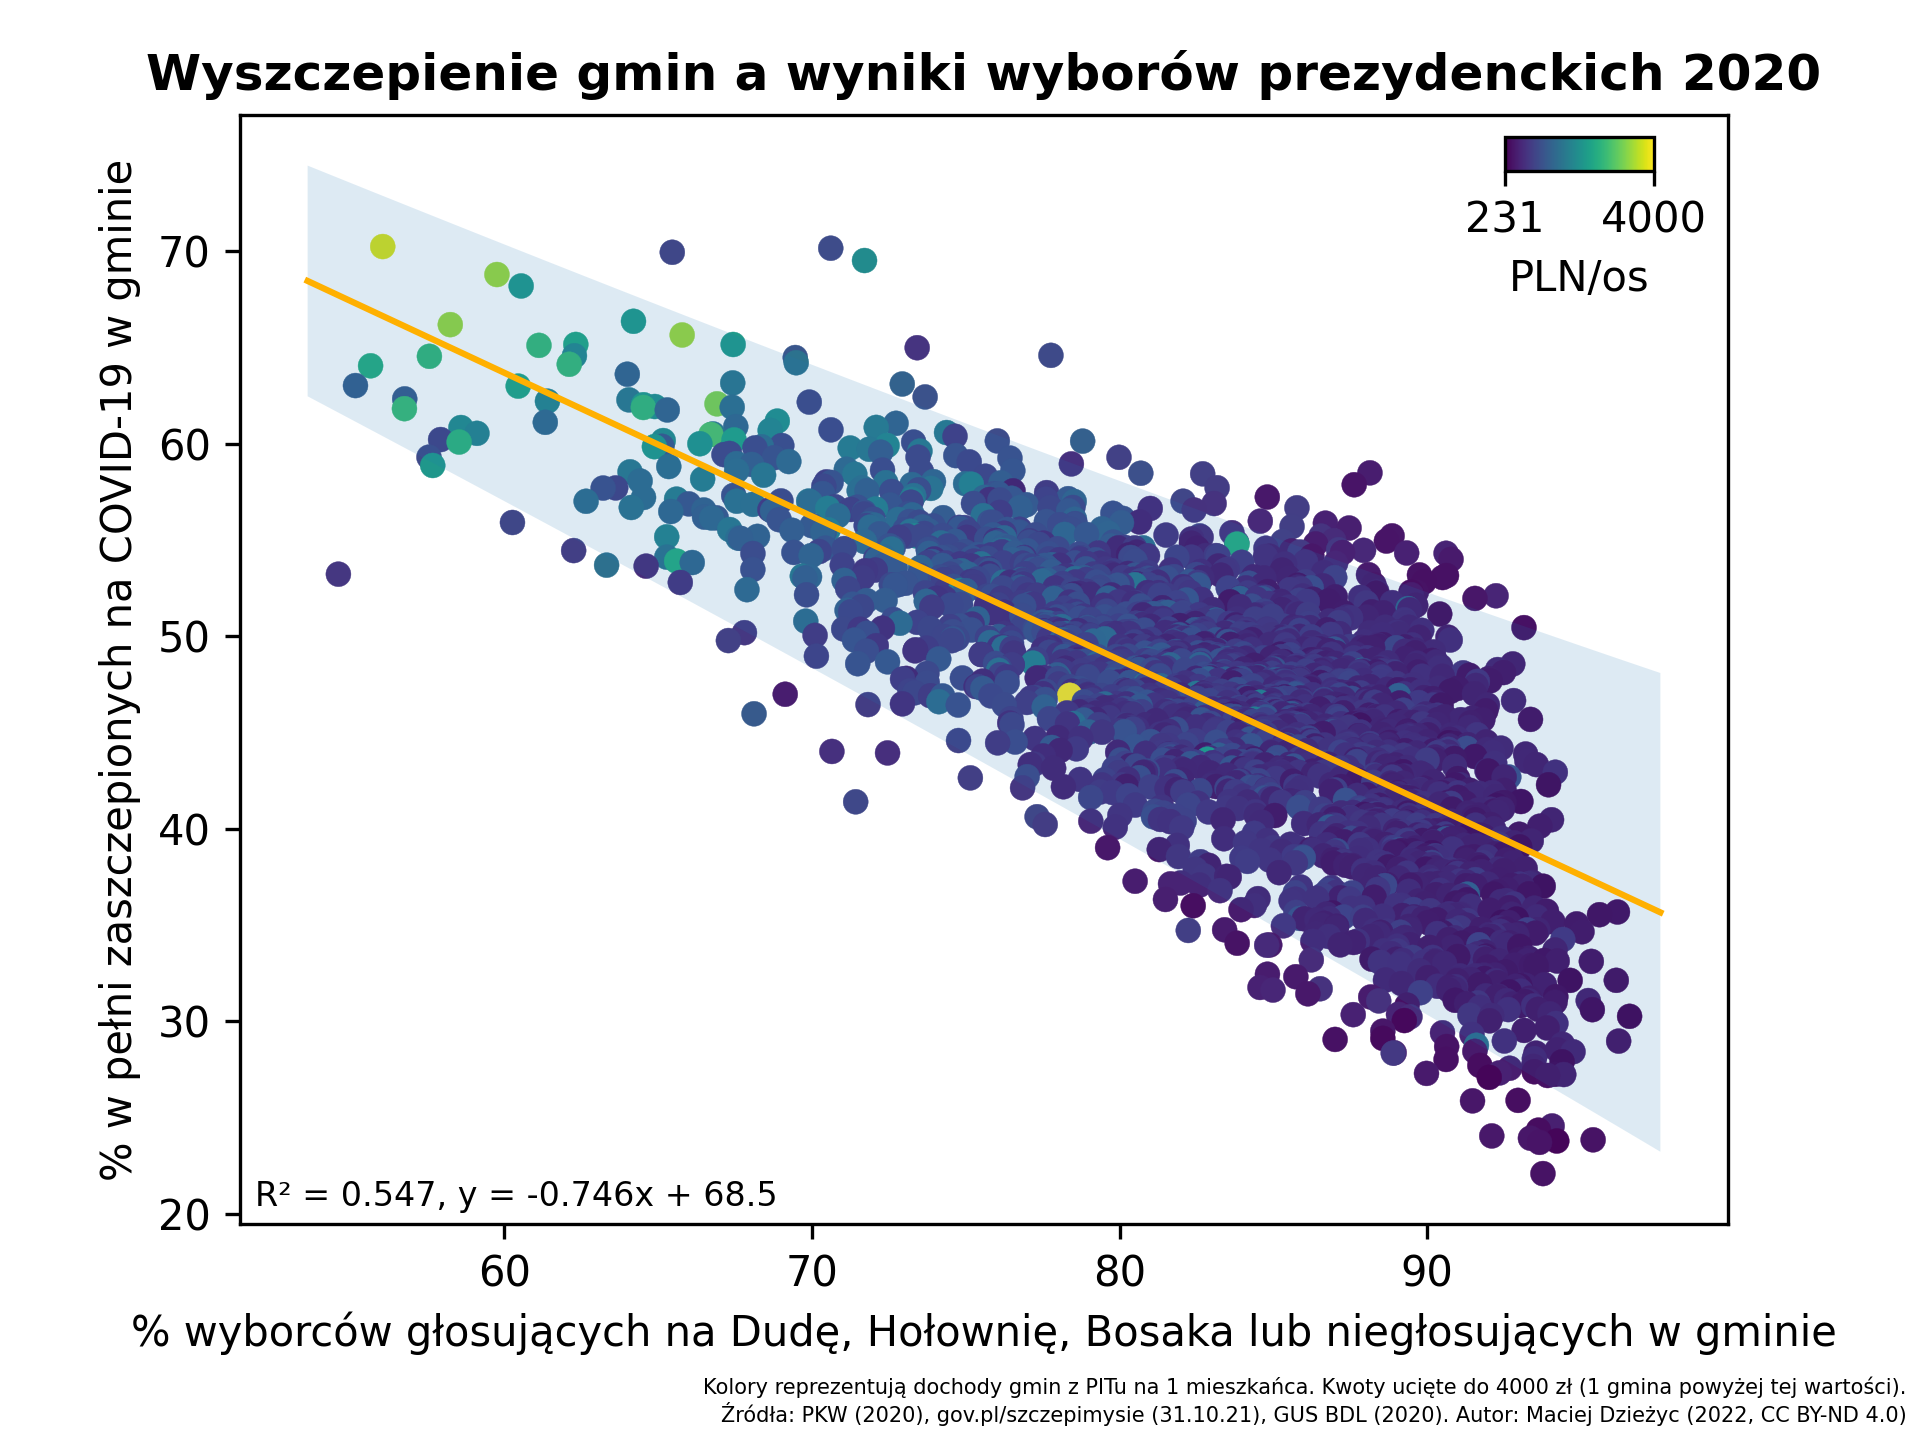 Wyszczepienie gmin a wyniki wyborów prezydenckich 2020
% w pełni zaszczepionych na COVID-19 w gminie
70
60
50
40
30
20
231 4000
PLN/os
R² = 0.547, y = -0.746x + 68.5
60 70 80 90
% wyborców głosujących na Dudę, Hołownię, Bosaka lub niegłosujących w gminie
Kolory reprezentują dochody gmin z PITu na 1 mieszkańca. Kwoty ucięte do 4000 zł (1 gmina powyżej tej wartości).
Źródła: PKW (2020), gov.pl/szczepimysie (31.10.21), GUS BDL (2020). Autor: Maciej Dzieżyc (2022, CC BY-ND 4.0)